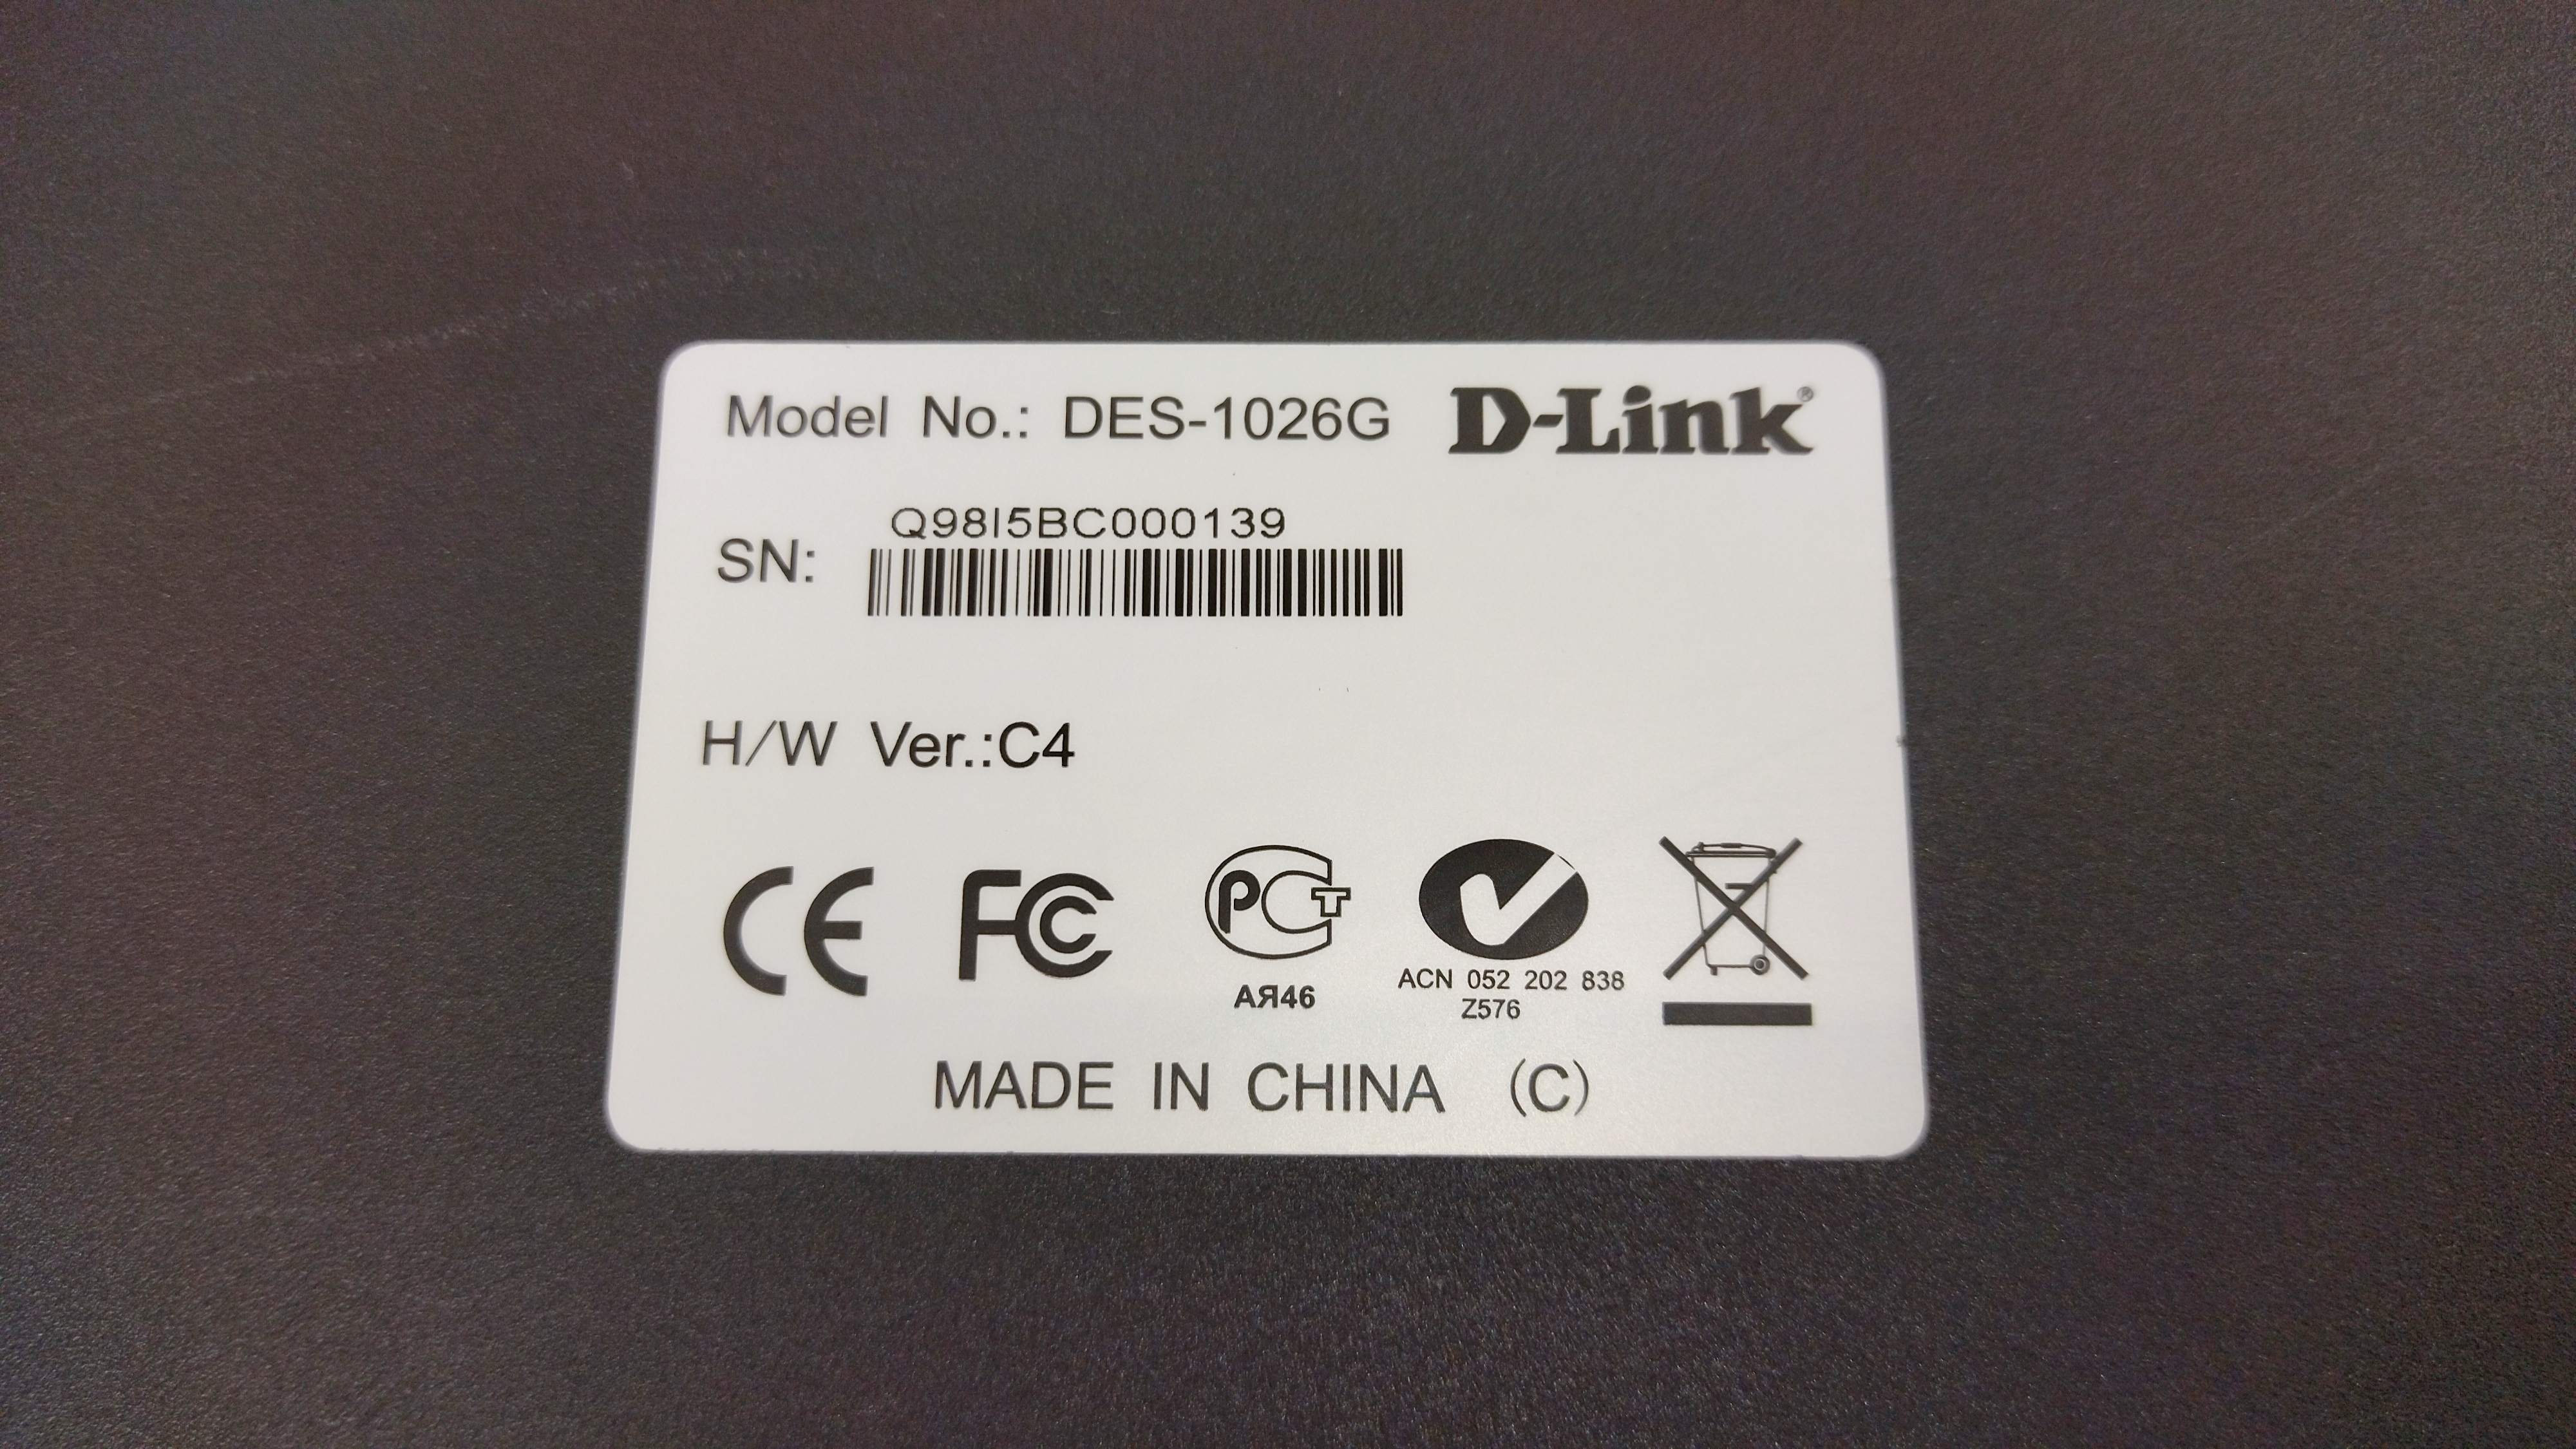 Model No.: DES-1026G D-Link®
Q98I5BC000139
SN:
H/W Ver.:C4
CE FC PCT
АЯ46
ACN 052 202 838
Z576
MADE IN CHINA (C)